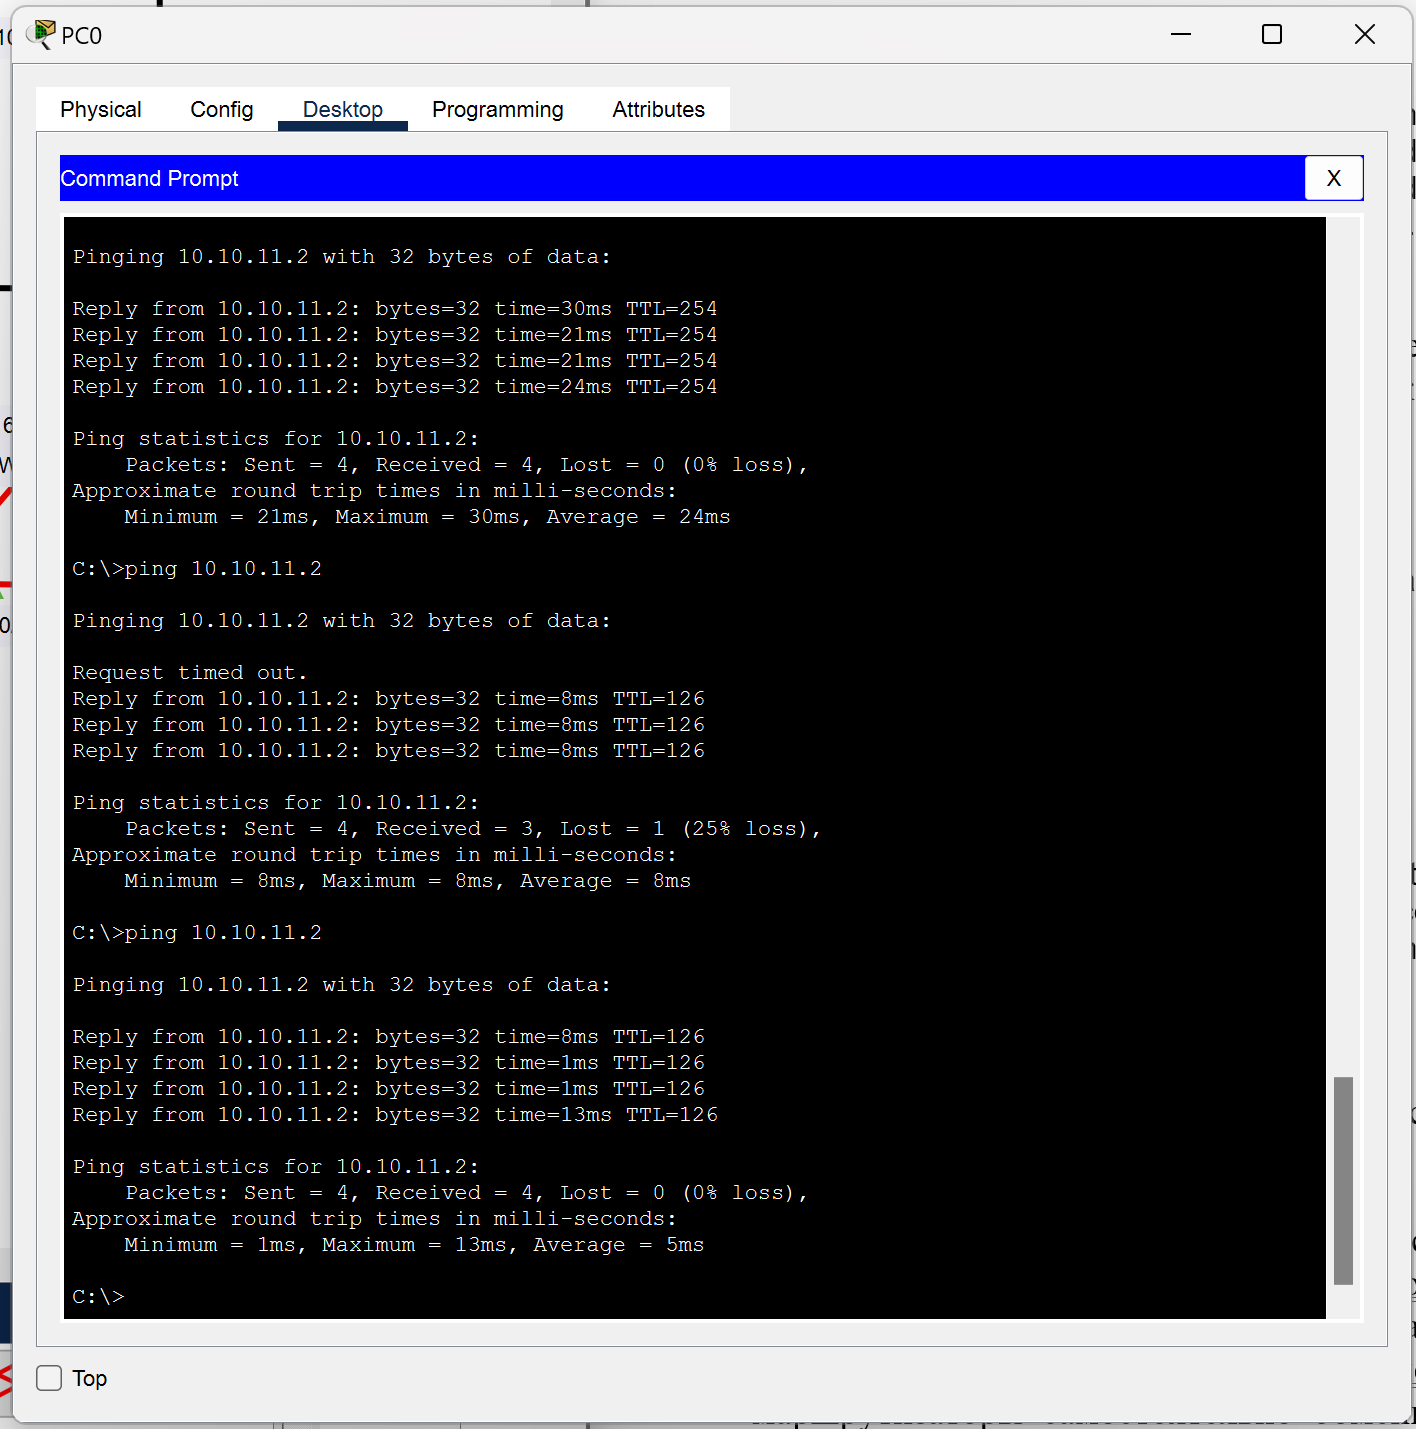 PC0
Physical Config Desktop Programming Attributes
Command Prompt X
Pinging 10.10.11.2 with 32 bytes of data:
Reply from 10.10.11.2: bytes=32 time=30ms TTL=254
Reply from 10.10.11.2: bytes=32 time=21ms TTL=254
Reply from 10.10.11.2: bytes=32 time=21ms TTL=254
Reply from 10.10.11.2: bytes=32 time=24ms TTL=254
Ping statistics for 10.10.11.2:
    Packets: Sent = 4, Received = 4, Lost = 0 (0% loss),
Approximate round trip times in milli-seconds:
    Minimum = 21ms, Maximum = 30ms, Average = 24ms
C:\>ping 10.10.11.2
Pinging 10.10.11.2 with 32 bytes of data:
Request timed out.
Reply from 10.10.11.2: bytes=32 time=8ms TTL=126
Reply from 10.10.11.2: bytes=32 time=8ms TTL=126
Reply from 10.10.11.2: bytes=32 time=8ms TTL=126
Ping statistics for 10.10.11.2:
    Packets: Sent = 4, Received = 3, Lost = 1 (25% loss),
Approximate round trip times in milli-seconds:
    Minimum = 8ms, Maximum = 8ms, Average = 8ms
C:\>ping 10.10.11.2
Pinging 10.10.11.2 with 32 bytes of data:
Reply from 10.10.11.2: bytes=32 time=8ms TTL=126
Reply from 10.10.11.2: bytes=32 time=1ms TTL=126
Reply from 10.10.11.2: bytes=32 time=1ms TTL=126
Reply from 10.10.11.2: bytes=32 time=13ms TTL=126
Ping statistics for 10.10.11.2:
    Packets: Sent = 4, Received = 4, Lost = 0 (0% loss),
Approximate round trip times in milli-seconds:
    Minimum = 1ms, Maximum = 13ms, Average = 5ms
C:\>
Top